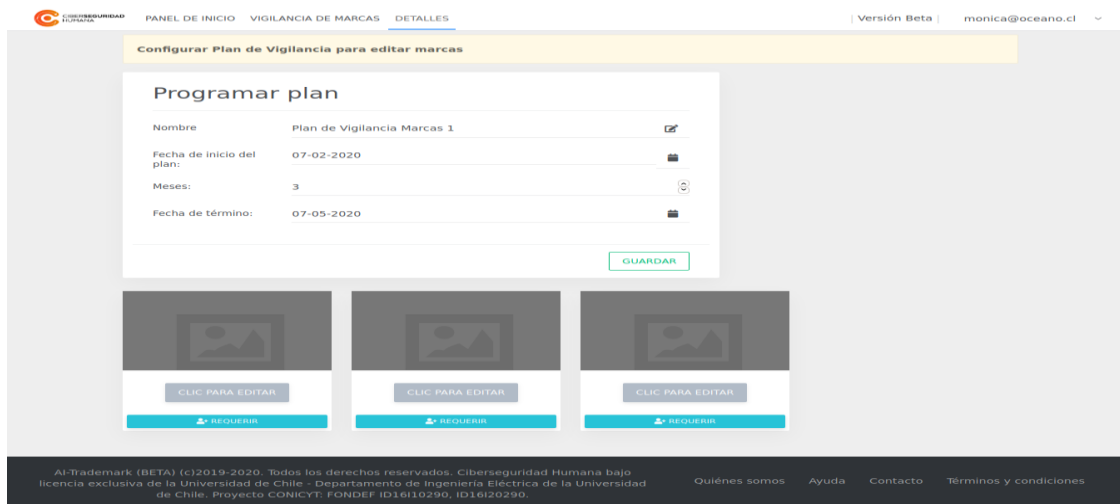 CIBERSEGURIDAD
HUMANA
PANEL DE INICIO VIGILANCIA DE MARCAS DETALLES | Versión Beta | monica@oceano.cl
Configurar Plan de Vigilancia para editar marcas
Programar plan
Nombre Plan de Vigilancia Marcas 1
Fecha de inicio del 07-02-2020
plan:
Meses: 3
Fecha de término: 07-05-2020
GUARDAR
CLIC PARA EDITAR CLIC PARA EDITAR CLIC PARA EDITAR
REQUERIR REQUERIR REQUERIR
AI-Trademark (BETA) (c)2019-2020. Todos los derechos reservados. Ciberseguridad Humana bajo
licencia exclusiva de la Universidad de Chile - Departamento de Ingeniería Eléctrica de la Universidad
de Chile. Proyecto CONICYT: FONDEF ID16I10290, ID16I20290.
Quiénes somos Ayuda Contacto Términos y condiciones